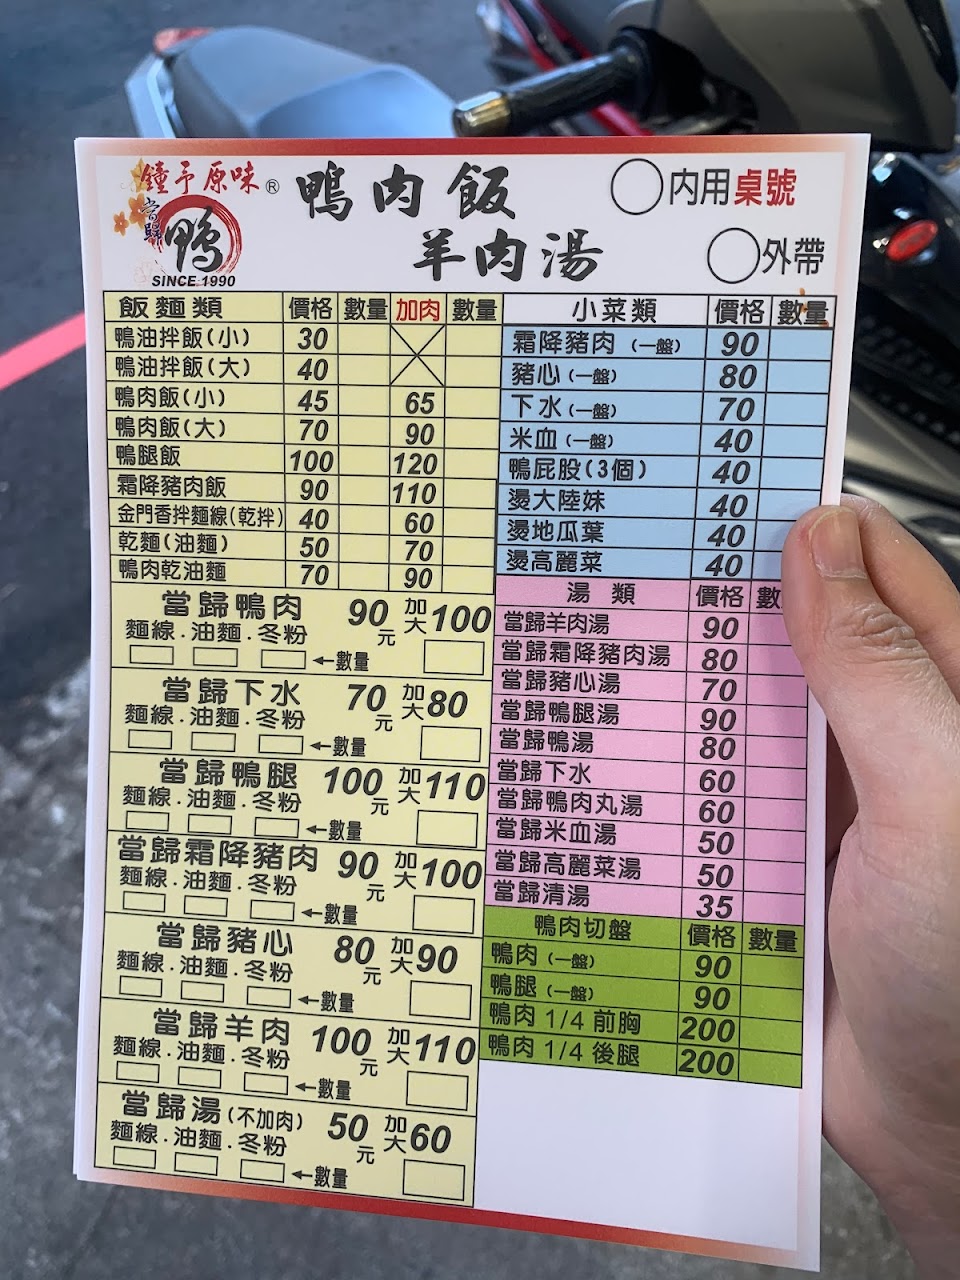 鐘予原味®
當歸鴨
SINCE 1990
鴨肉飯
羊肉湯
內用桌號
外帶
飯麵類 價格 數量 加肉 數量
鴨油拌飯(小) 30
鴨油拌飯(大) 40
鴨肉飯(小) 45 65
鴨肉飯(大) 70 90
鴨腿飯 100 120
霜降豬肉飯 90 110
金門香拌麵線(乾拌) 40 60
乾麵(油麵) 50 70
鴨肉乾油麵 70 90
當歸鴨肉 90元 加大100
麵線.油麵.冬粉
←數量
當歸下水 70元 加大80
麵線.油麵.冬粉
←數量
當歸鴨腿 100元 加大110
麵線.油麵.冬粉
←數量
當歸霜降豬肉 90元 加大100
麵線.油麵.冬粉
←數量
當歸豬心 80元 加大90
麵線.油麵.冬粉
←數量
當歸羊肉 100元 加大110
麵線.油麵.冬粉
←數量
當歸湯(不加肉) 50元 加大60
麵線.油麵.冬粉
←數量
小菜類 價格 數量
霜降豬肉(一盤) 90
豬心(一盤) 80
下水(一盤) 70
米血(一盤) 40
鴨屁股(3個) 40
燙大陸妹 40
燙地瓜葉 40
燙高麗菜 40
湯類 價格 數
當歸羊肉湯 90
當歸霜降豬肉湯 80
當歸豬心湯 70
當歸鴨腿湯 90
當歸鴨湯 80
當歸下水 60
當歸鴨肉丸湯 60
當歸米血湯 50
當歸高麗菜湯 50
當歸清湯 35
鴨肉切盤 價格 數量
鴨肉(一盤) 90
鴨腿(一盤) 90
鴨肉 1/4 前胸 200
鴨肉 1/4 後腿 200